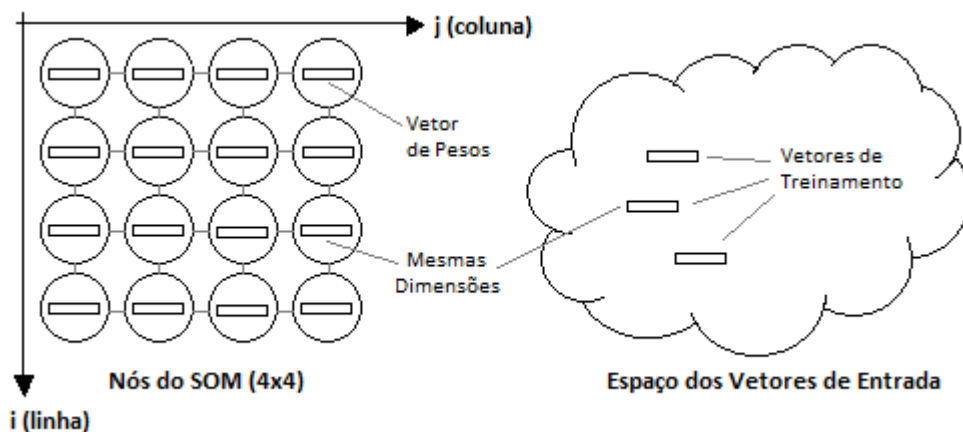 j (coluna)
Vetor
de Pesos
Vetores de
Treinamento
Mesmas
Dimensões
Nós do SOM (4x4)
Espaço dos Vetores de Entrada
i (linha)